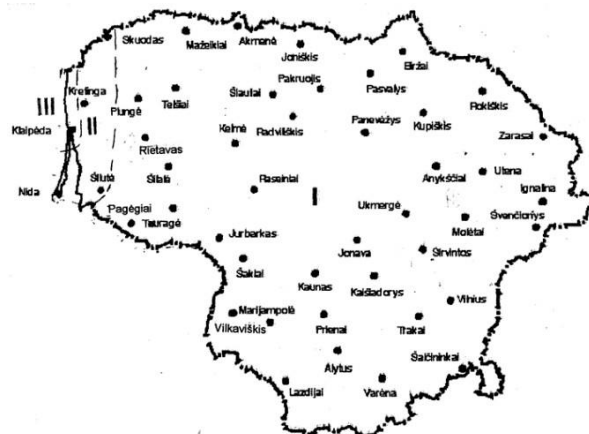 Skuodas
Mažeikiai
Akmenė
Joniškis
Biržai
Pakruojis
Pasvalys
Rokiškis
Kretinga
Plungė
Telšiai
Šiauliai
III
II
Klaipėda
Radviliškis
Panevėžys
Kupiškis
Zarasai
Rietavas
Kelmė
Šilutė
Šilalė
Raseiniai
I
Anykščiai
Utena
Ignalina
Nida
Pagėgiai
Tauragė
Ukmergė
Molėtai
Švenčionys
Jurbarkas
Jonava
Širvintos
Šakiai
Kaunas
Kaišiadorys
Vilnius
Marijampolė
Vilkaviškis
Prienai
Trakai
Alytus
Šalčininkai
Lazdijai
Varėna